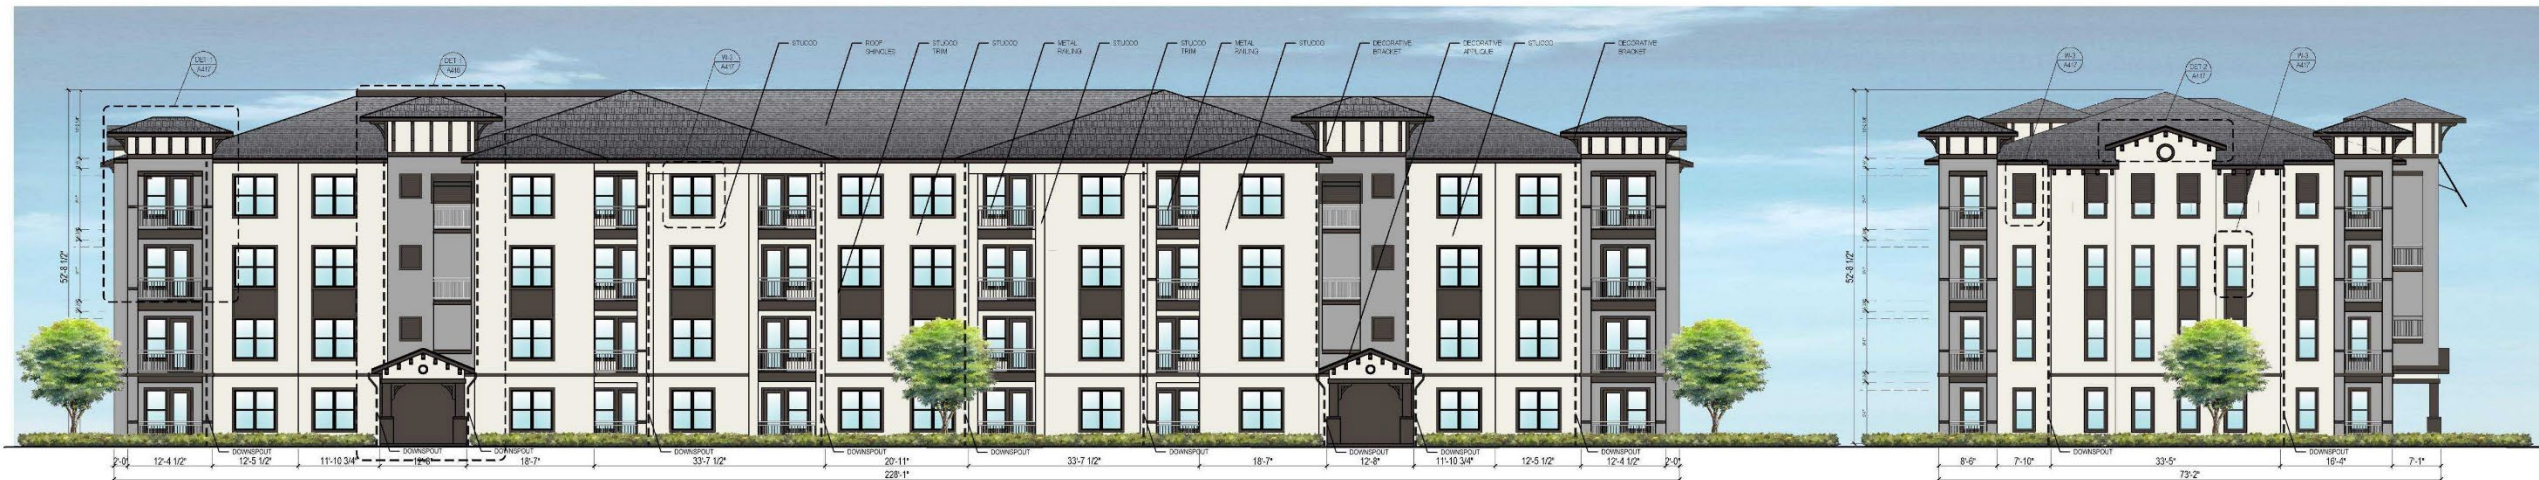 DET 1
A417
DET 1
A416
W-3
A417
STUCCO
ROOF
SHINGLES
STUCCO
TRIM
STUCCO
METAL
RAILING
STUCCO
STUCCO
TRIM
METAL
RAILING
STUCCO
DECORATIVE
BRACKET
DECORATIVE
APPLIQUE
STUCCO
DECORATIVE
BRACKET
W-3
A417
DET 2
A417
W-3
A417
52'-8 1/2"
52'-8 1/2"
DOWNSPOUT
DOWNSPOUT
DOWNSPOUT
DOWNSPOUT
DOWNSPOUT
DOWNSPOUT
DOWNSPOUT
DOWNSPOUT
DOWNSPOUT
DOWNSPOUT
DOWNSPOUT
DOWNSPOUT
2'-0"
12'-4 1/2"
12'-5 1/2"
11'-10 3/4"
12'-8"
18'-7"
33'-7 1/2"
20'-11"
33'-7 1/2"
18'-7"
12'-8"
11'-10 3/4"
12'-5 1/2"
12'-4 1/2"
2'-0"
228'-1"
8'-6"
7'-10"
33'-5"
16'-4"
7'-1"
73'-2"